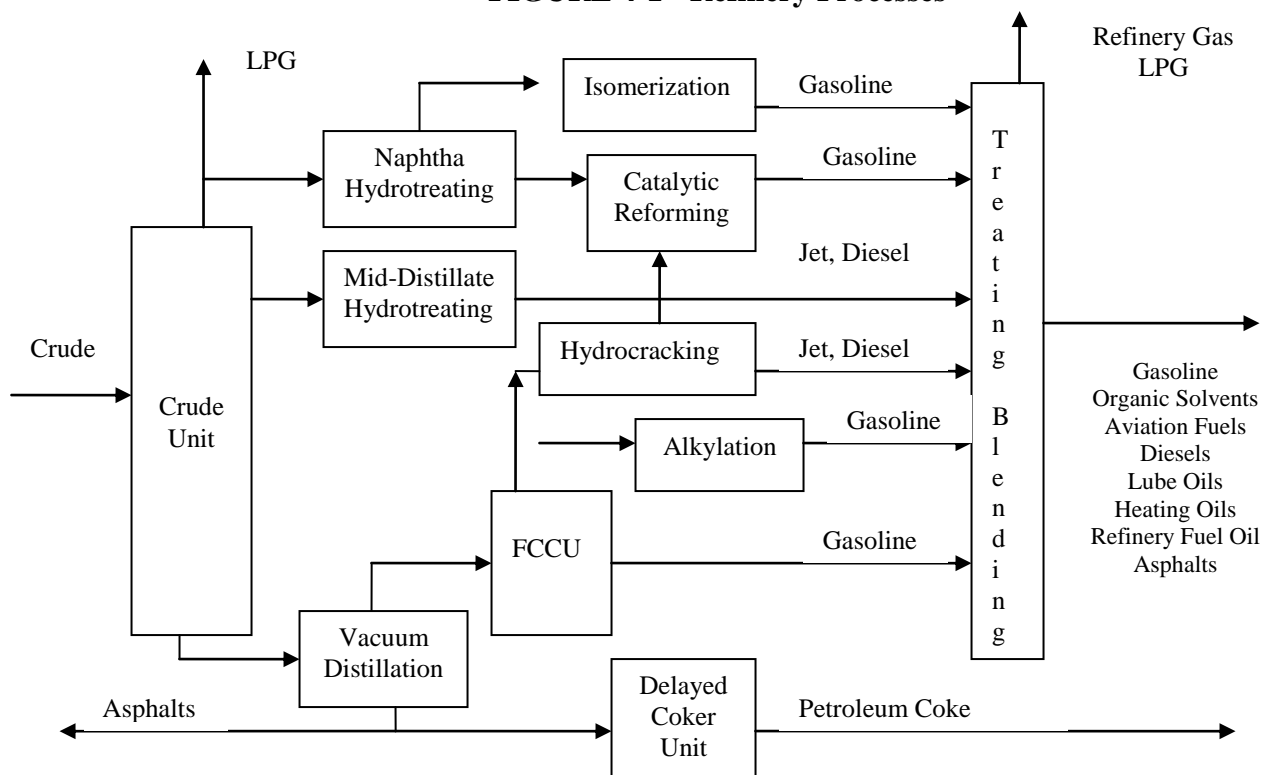 LPG
Refinery Gas
LPG
Isomerization
Gasoline
Naphtha
Hydrotreating
Catalytic
Reforming
Gasoline
Treating Blending
Mid-Distillate
Hydrotreating
Jet, Diesel
Crude
Hydrocracking
Jet, Diesel
Crude
Unit
Alkylation
Gasoline
FCCU
Gasoline
Gasoline
Organic Solvents
Aviation Fuels
Diesels
Lube Oils
Heating Oils
Refinery Fuel Oil
Asphalts
Vacuum
Distillation
Asphalts
Delayed
Coker
Unit
Petroleum Coke